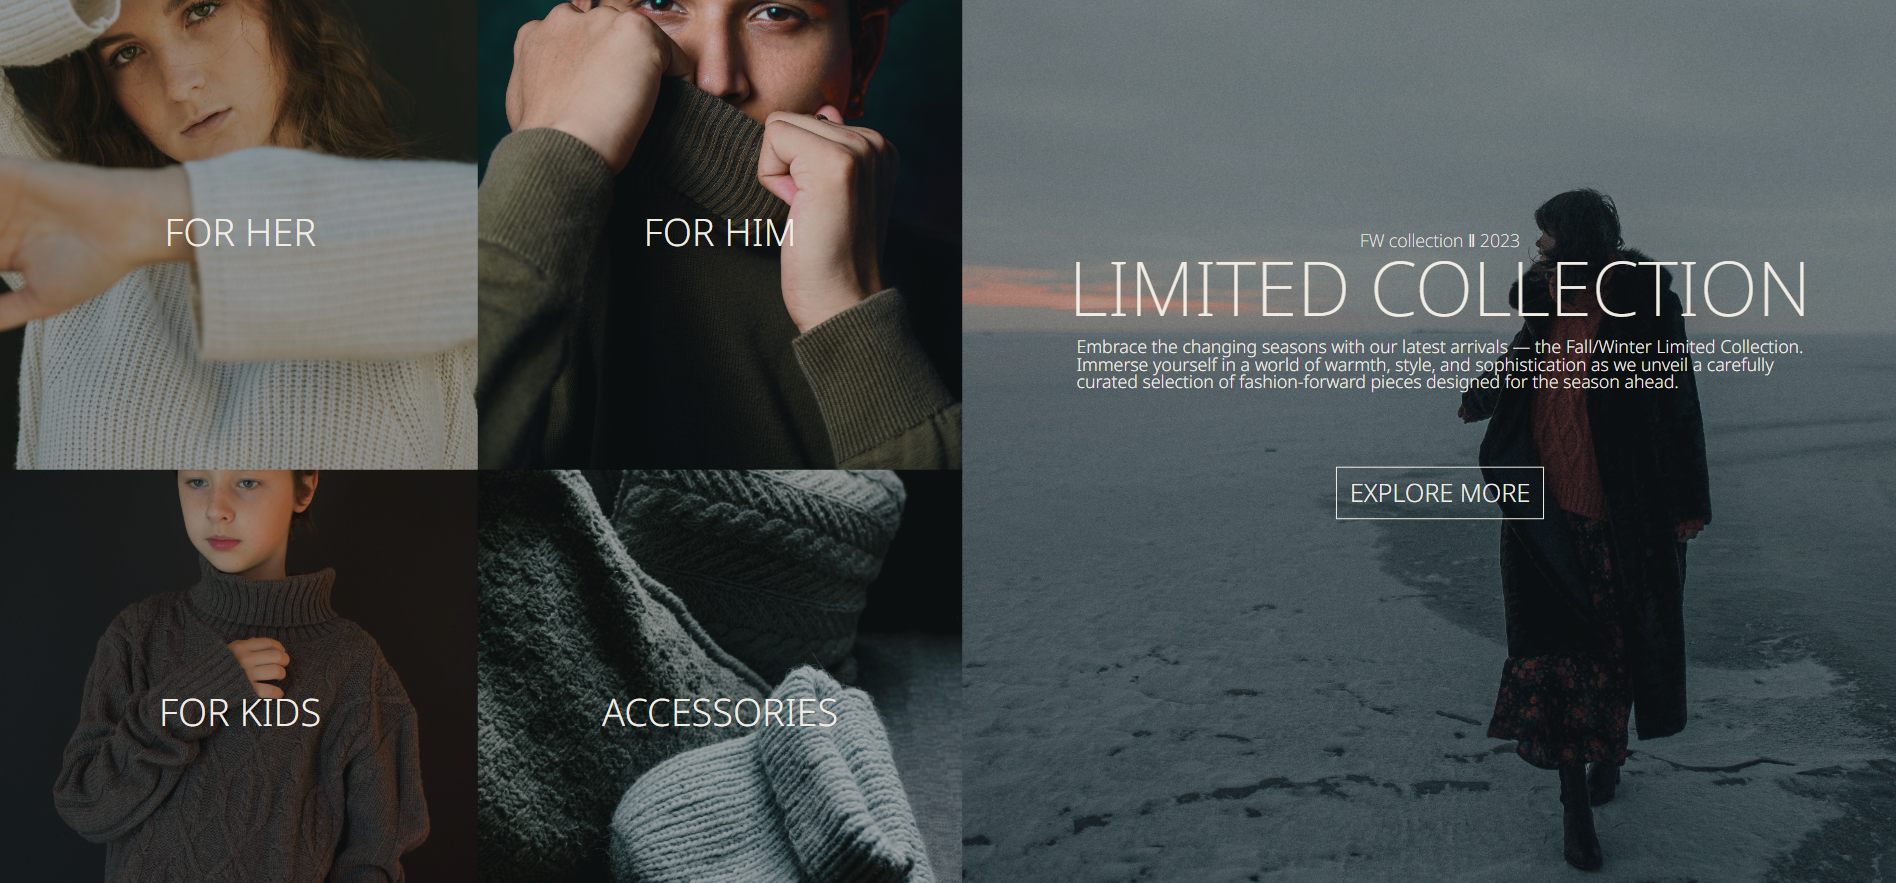 FOR HER
FOR HIM
FOR KIDS
ACCESSORIES
FW collection Ⅱ 2023
LIMITED COLLECTION
Embrace the changing seasons with our latest arrivals — the Fall/Winter Limited Collection.
Immerse yourself in a world of warmth, style, and sophistication as we unveil a carefully
curated selection of fashion-forward pieces designed for the season ahead.
EXPLORE MORE